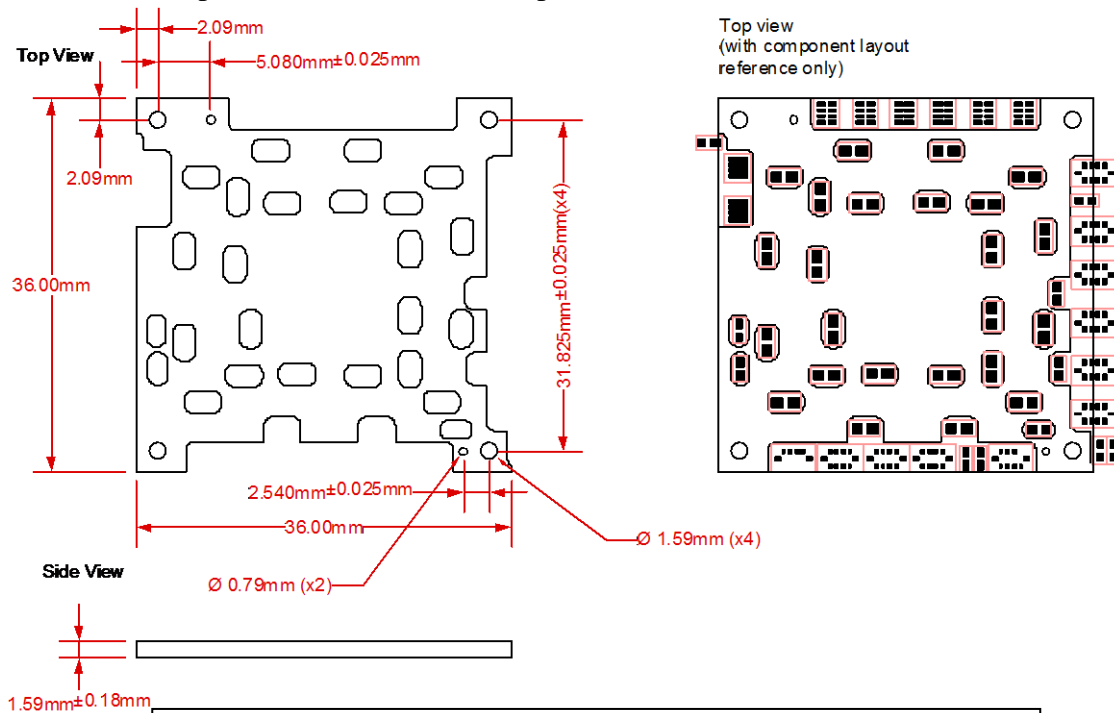 2.09mm
Top View
5.080mm±0.025mm
Top view
(with component layout
reference only)
2.09mm
36.00mm
31.825mm±0.025mm(x4)
2.540mm±0.025mm
36.00mm
Ø 1.59mm (x4)
Side View
Ø 0.79mm (x2)
1.59mm±0.18mm